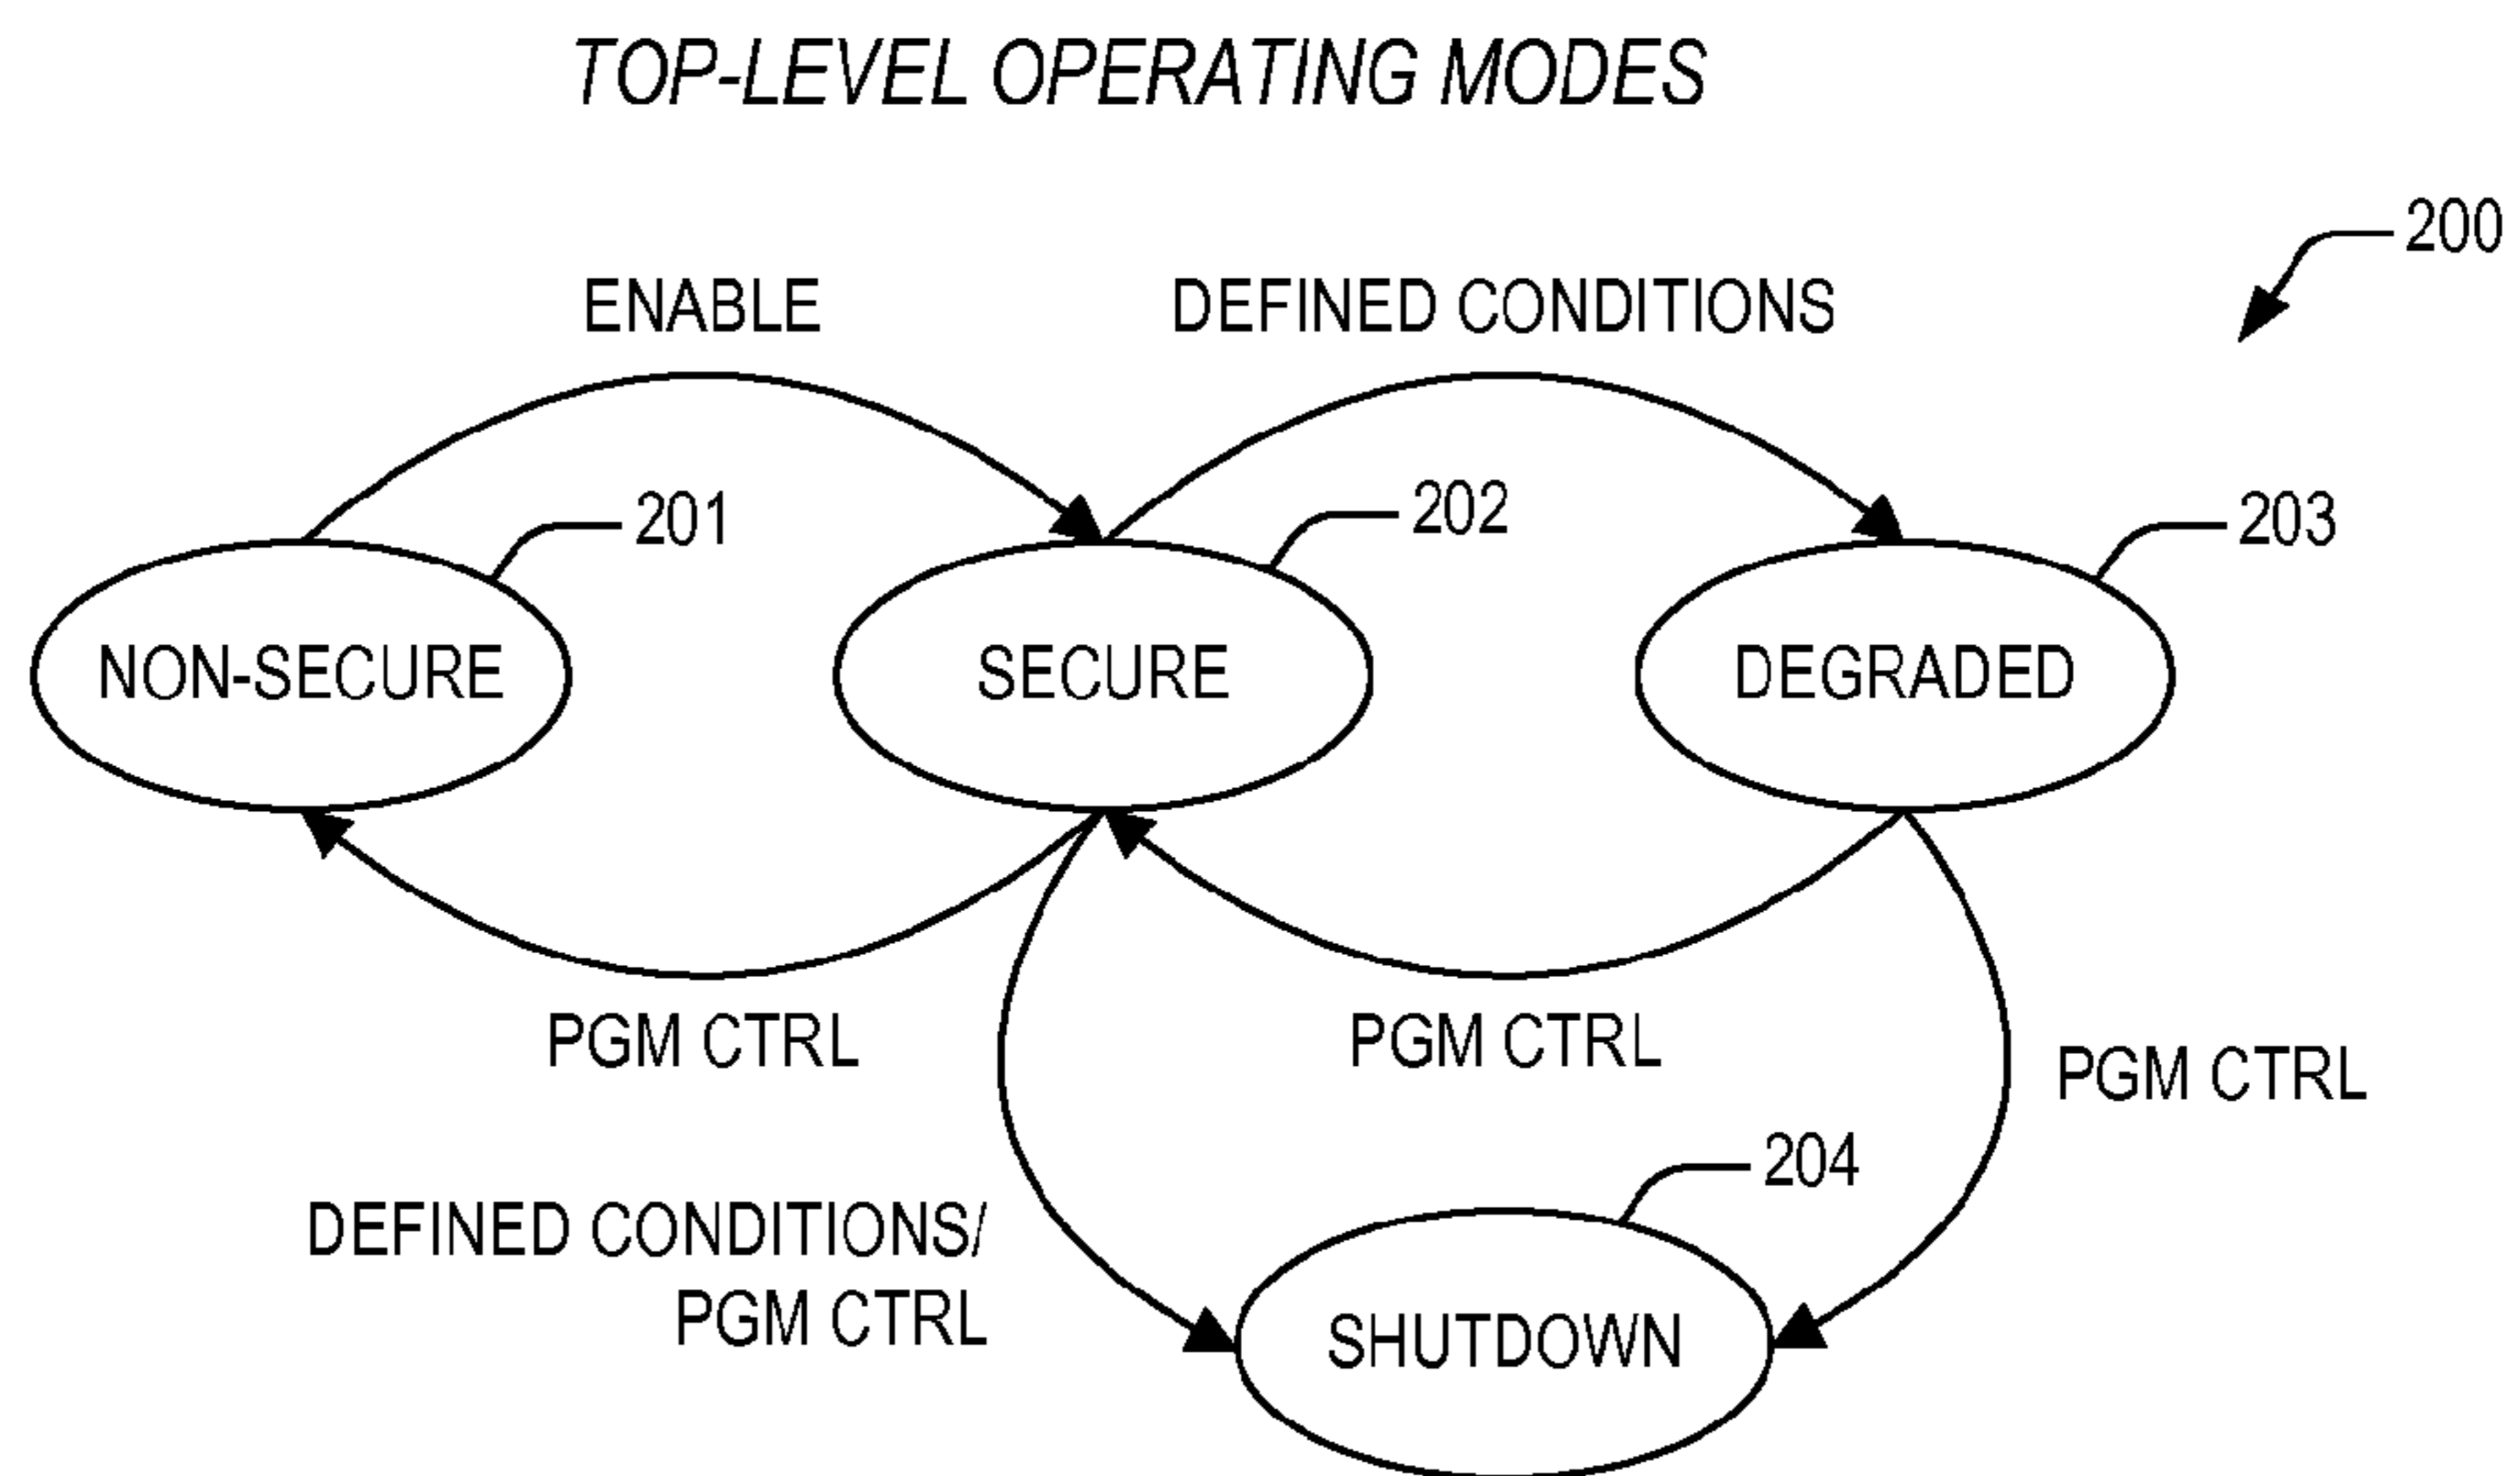 TOP-LEVEL OPERATING MODES
200
ENABLE
DEFINED CONDITIONS
201
202
203
NON-SECURE
SECURE
DEGRADED
PGM CTRL
PGM CTRL
PGM CTRL
204
DEFINED CONDITIONS/
PGM CTRL
SHUTDOWN